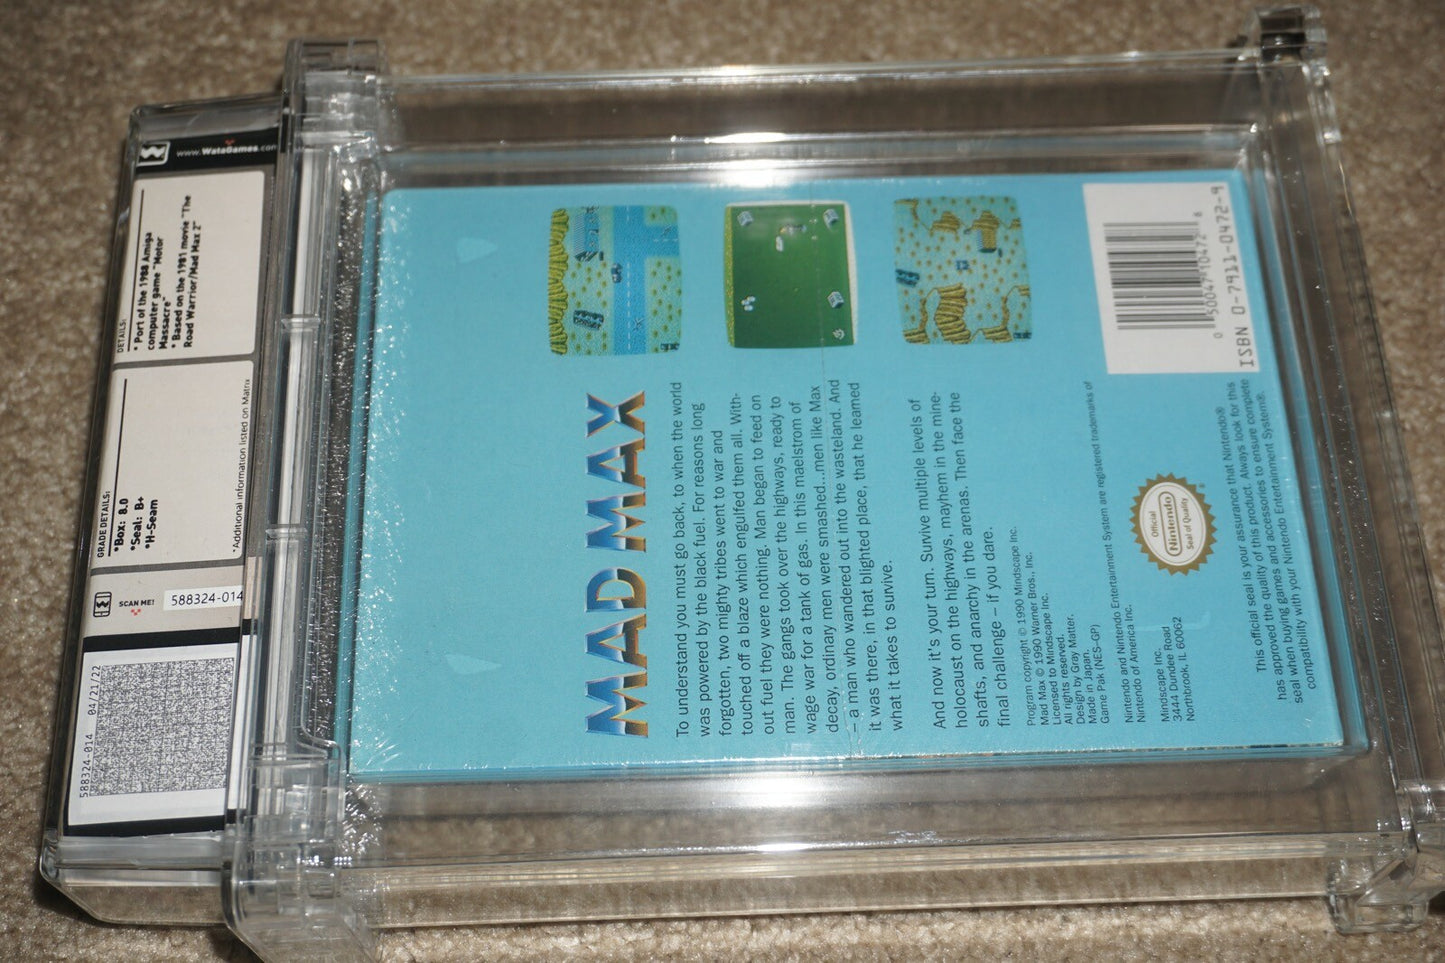 www.WataGames.com
DETAILS:
* Port of the 1988 Amiga
computer game "Motor
Massacre"
* Based on the 1981 movie "The
Road Warrior/Mad Max 2"
GRADE DETAILS:
*Box: 8.0
*Seal: B+
*H-Seam
*Additional information listed on Matrix
SCAN ME!
588324-014
588324-014 04/21/22
MAD MAX
To understand you must go back, to when the world
was powered by the black fuel. For reasons long
forgotten, two mighty tribes went to war and
touched off a blaze which engulfed them all. With-
out fuel they were nothing. Man began to feed on
man. The gangs took over the highways, ready to
wage war for a tank of gas. In this maelstrom of
decay, ordinary men were smashed...men like Max
– a man who wandered out into the wasteland. And
it was there, in that blighted place, that he learned
what it takes to survive.
And now it's your turn. Survive multiple levels of
holocaust on the highways, mayhem in the mine-
shafts, and anarchy in the arenas. Then face the
final challenge – if you dare.
Program copyright © 1990 Mindscape Inc.
Mad Max © 1990 Warner Bros., Inc.
Licensed to Mindscape Inc.
All rights reserved.
Design by Gray Matter.
Made in Japan.
Game Pak (NES-GP)
Nintendo and Nintendo Entertainment System are registered trademarks of
Nintendo of America Inc.
Mindscape Inc.
3444 Dundee Road
Northbrook, IL 60062
Official
Nintendo
Seal of Quality
This official seal is your assurance that Nintendo®
has approved the quality of this product. Always look for this
seal when buying games and accessories to ensure complete
compatibility with your Nintendo Entertainment System®.
0 50047 10472 8
ISBN 0-7911-0472-9